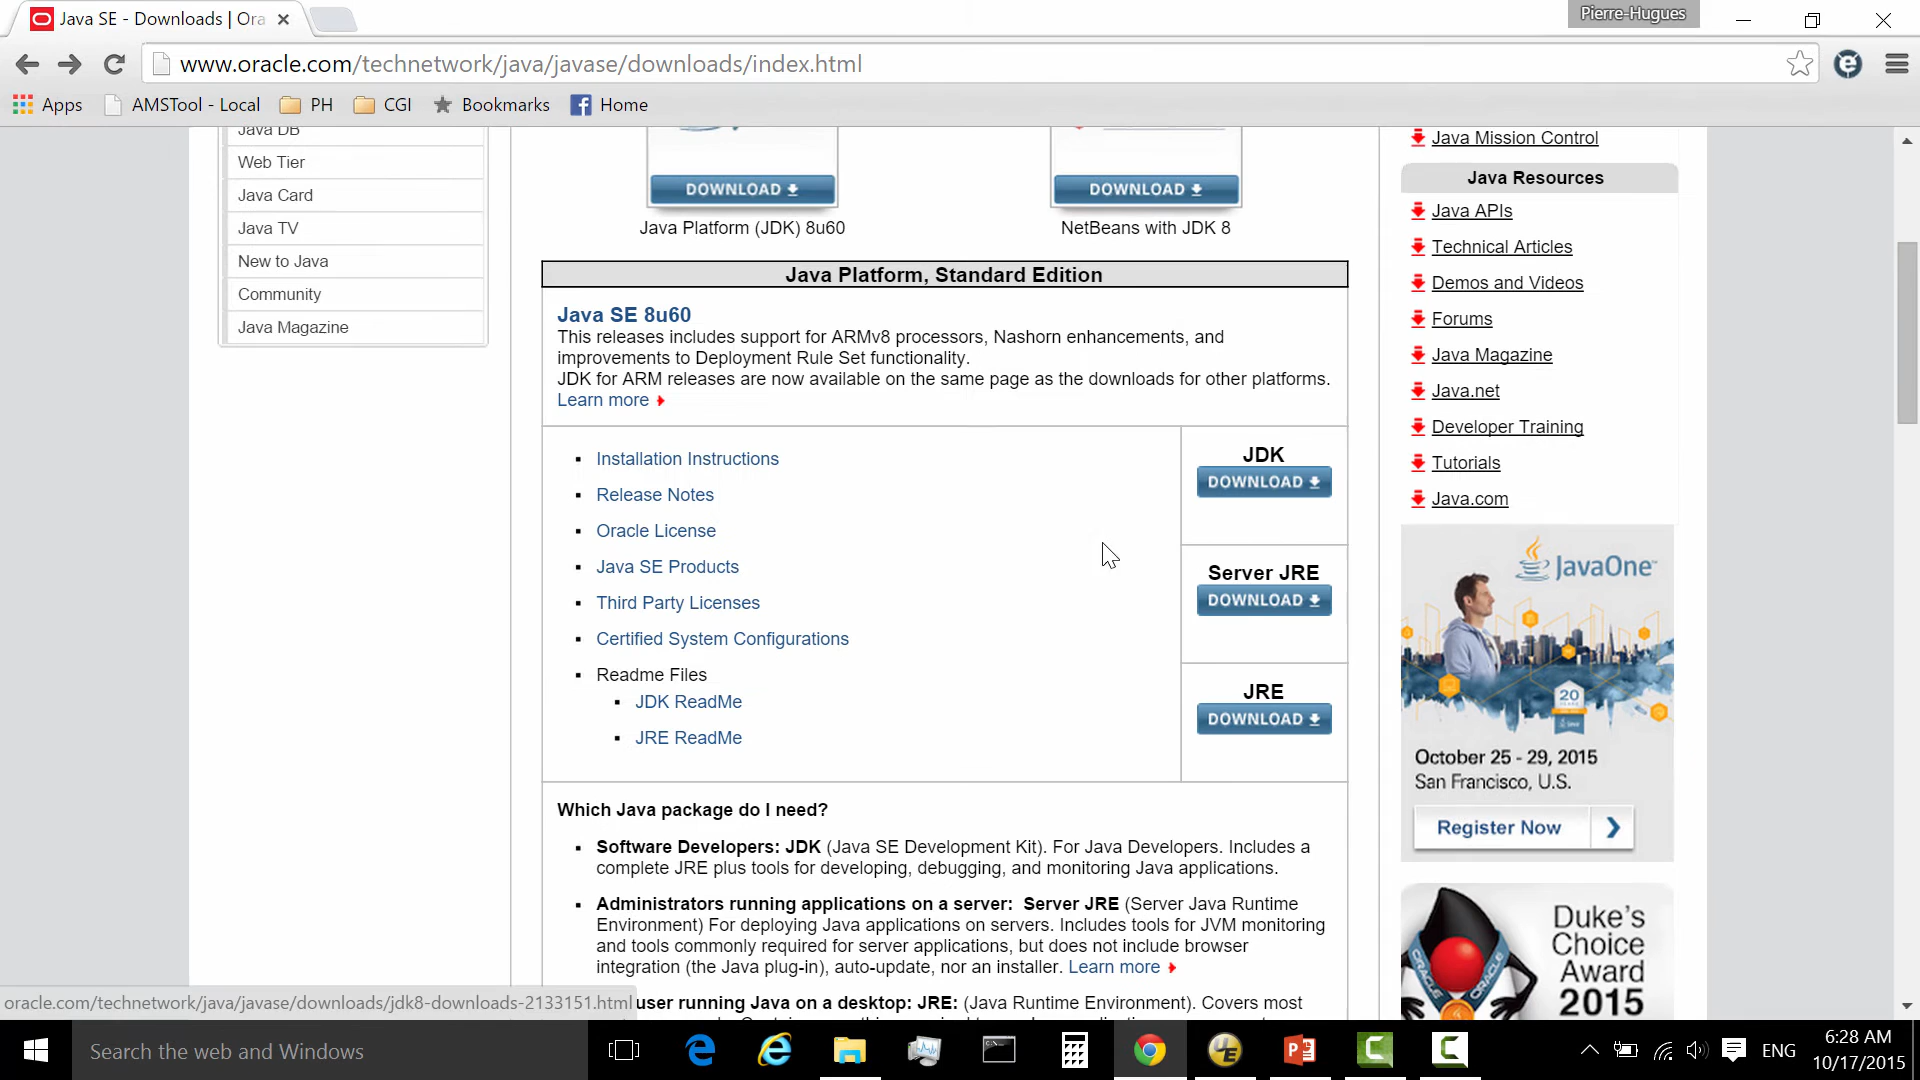 Java SE - Downloads | Ora
Pierre-Hugues
www.oracle.com/technetwork/java/javase/downloads/index.html
Apps
AMSTool - Local
PH
CGI
Bookmarks
Home
Java DB
Web Tier
Java Card
Java TV
New to Java
Community
Java Magazine
DOWNLOAD
Java Platform (JDK) 8u60
DOWNLOAD
NetBeans with JDK 8
Java Platform, Standard Edition
Java SE 8u60
This releases includes support for ARMv8 processors, Nashorn enhancements, and
improvements to Deployment Rule Set functionality.
JDK for ARM releases are now available on the same page as the downloads for other platforms.
Learn more
Installation Instructions
Release Notes
Oracle License
Java SE Products
Third Party Licenses
Certified System Configurations
Readme Files
JDK ReadMe
JRE ReadMe
JDK
DOWNLOAD
Server JRE
DOWNLOAD
JRE
DOWNLOAD
Which Java package do I need?
Software Developers: JDK (Java SE Development Kit). For Java Developers. Includes a
complete JRE plus tools for developing, debugging, and monitoring Java applications.
Administrators running applications on a server: Server JRE (Server Java Runtime
Environment) For deploying Java applications on servers. Includes tools for JVM monitoring
and tools commonly required for server applications, but does not include browser
integration (the Java plug-in), auto-update, nor an installer. Learn more
user running Java on a desktop: JRE: (Java Runtime Environment). Covers most
Java Mission Control
Java Resources
Java APIs
Technical Articles
Demos and Videos
Forums
Java Magazine
Java.net
Developer Training
Tutorials
Java.com
JavaOne™
20
October 25 - 29, 2015
San Francisco, U.S.
Register Now
Duke's
Choice
Award
2015
ORACLE
oracle.com/technetwork/java/javase/downloads/jdk8-downloads-2133151.html
Search the web and Windows
ENG
6:28 AM
10/17/2015